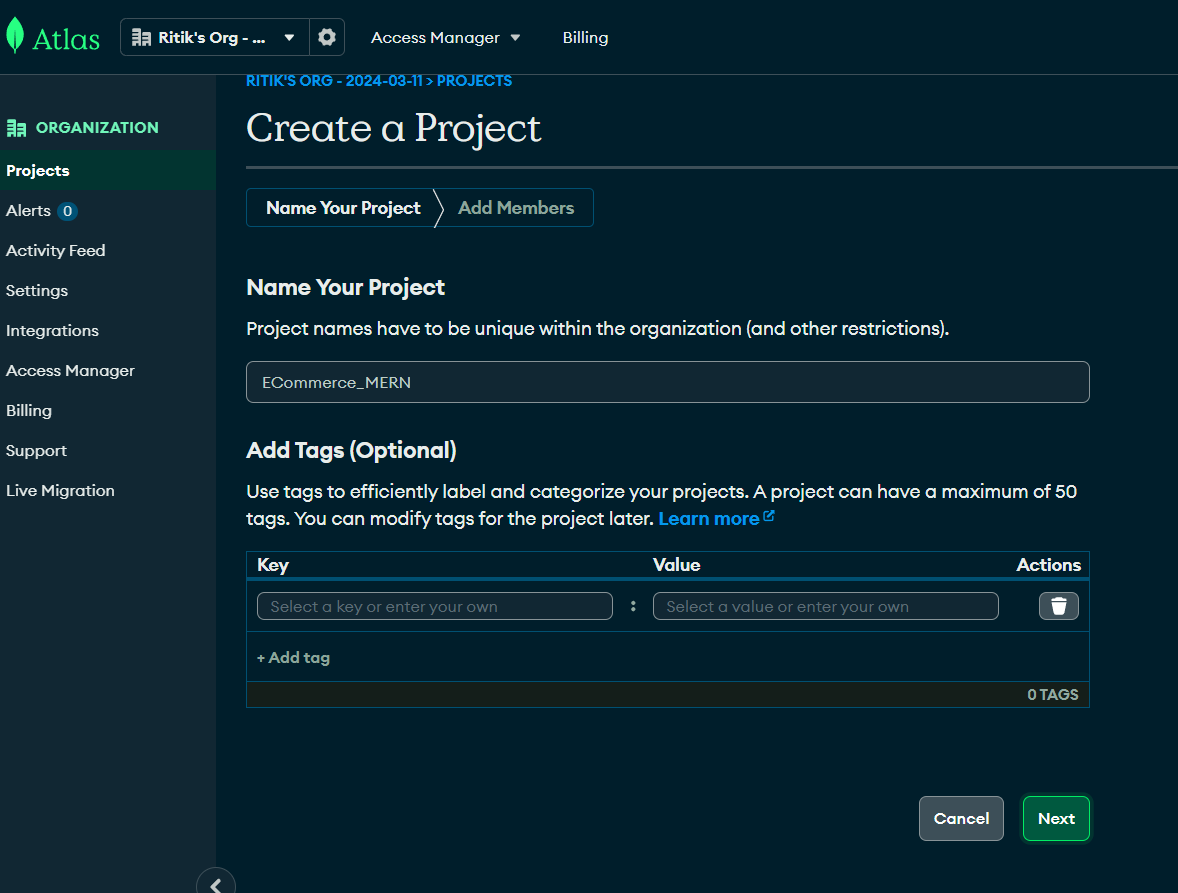 Atlas
Ritik's Org - ...
Access Manager
Billing
RITIK'S ORG - 2024-03-11 > PROJECTS
ORGANIZATION
Projects
Alerts 0
Activity Feed
Settings
Integrations
Access Manager
Billing
Support
Live Migration
Create a Project
Name Your Project
Add Members
Name Your Project
Project names have to be unique within the organization (and other restrictions).
ECommerce_MERN
Add Tags (Optional)
Use tags to efficiently label and categorize your projects. A project can have a maximum of 50
tags. You can modify tags for the project later. Learn more
Key Value Actions
Select a key or enter your own : Select a value or enter your own
+ Add tag
0 TAGS
Cancel
Next